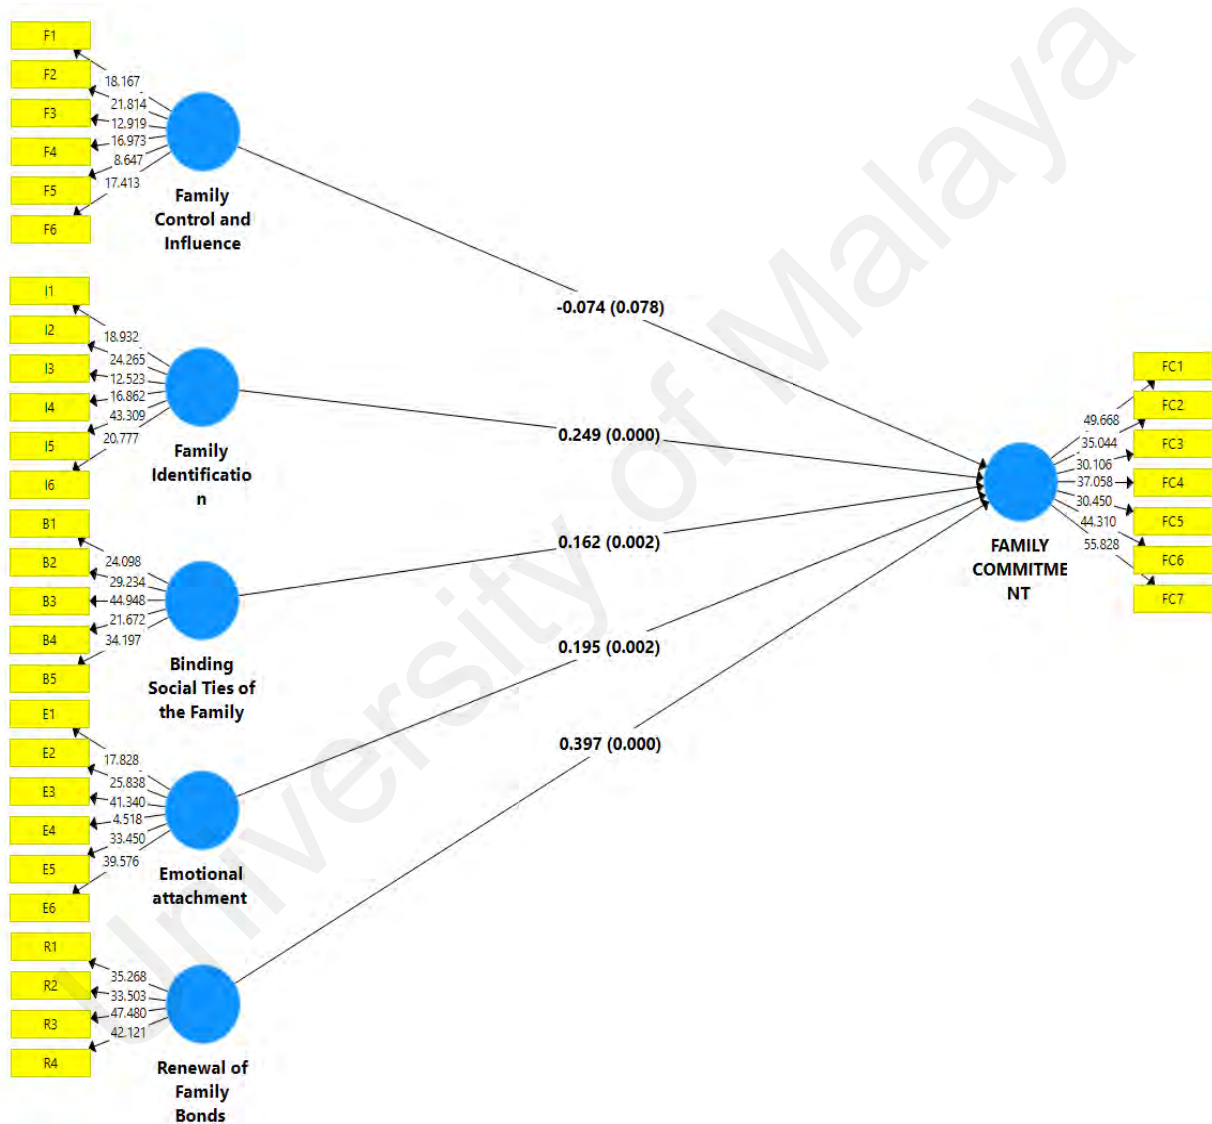 F1
F2
F3
F4
F5
F6
18.167
21.814
12.919
16.973
8.647
17.413
Family
Control and
Influence
I1
I2
I3
I4
I5
I6
18.932
24.265
12.523
16.862
43.309
20.777
Family
Identificatio
n
B1
B2
B3
B4
B5
24.098
29.234
44.948
21.672
34.197
Binding
Social Ties of
the Family
E1
E2
E3
E4
E5
E6
17.828
25.838
41.340
4.518
33.450
39.576
Emotional
attachment
R1
R2
R3
R4
35.268
33.503
47.480
42.121
Renewal of
Family
Bonds
-0.074 (0.078)
0.249 (0.000)
0.162 (0.002)
0.195 (0.002)
0.397 (0.000)
FAMILY
COMMITME
NT
49.668
35.044
30.106
37.058
30.450
44.310
55.828
FC1
FC2
FC3
FC4
FC5
FC6
FC7
University of Malaya